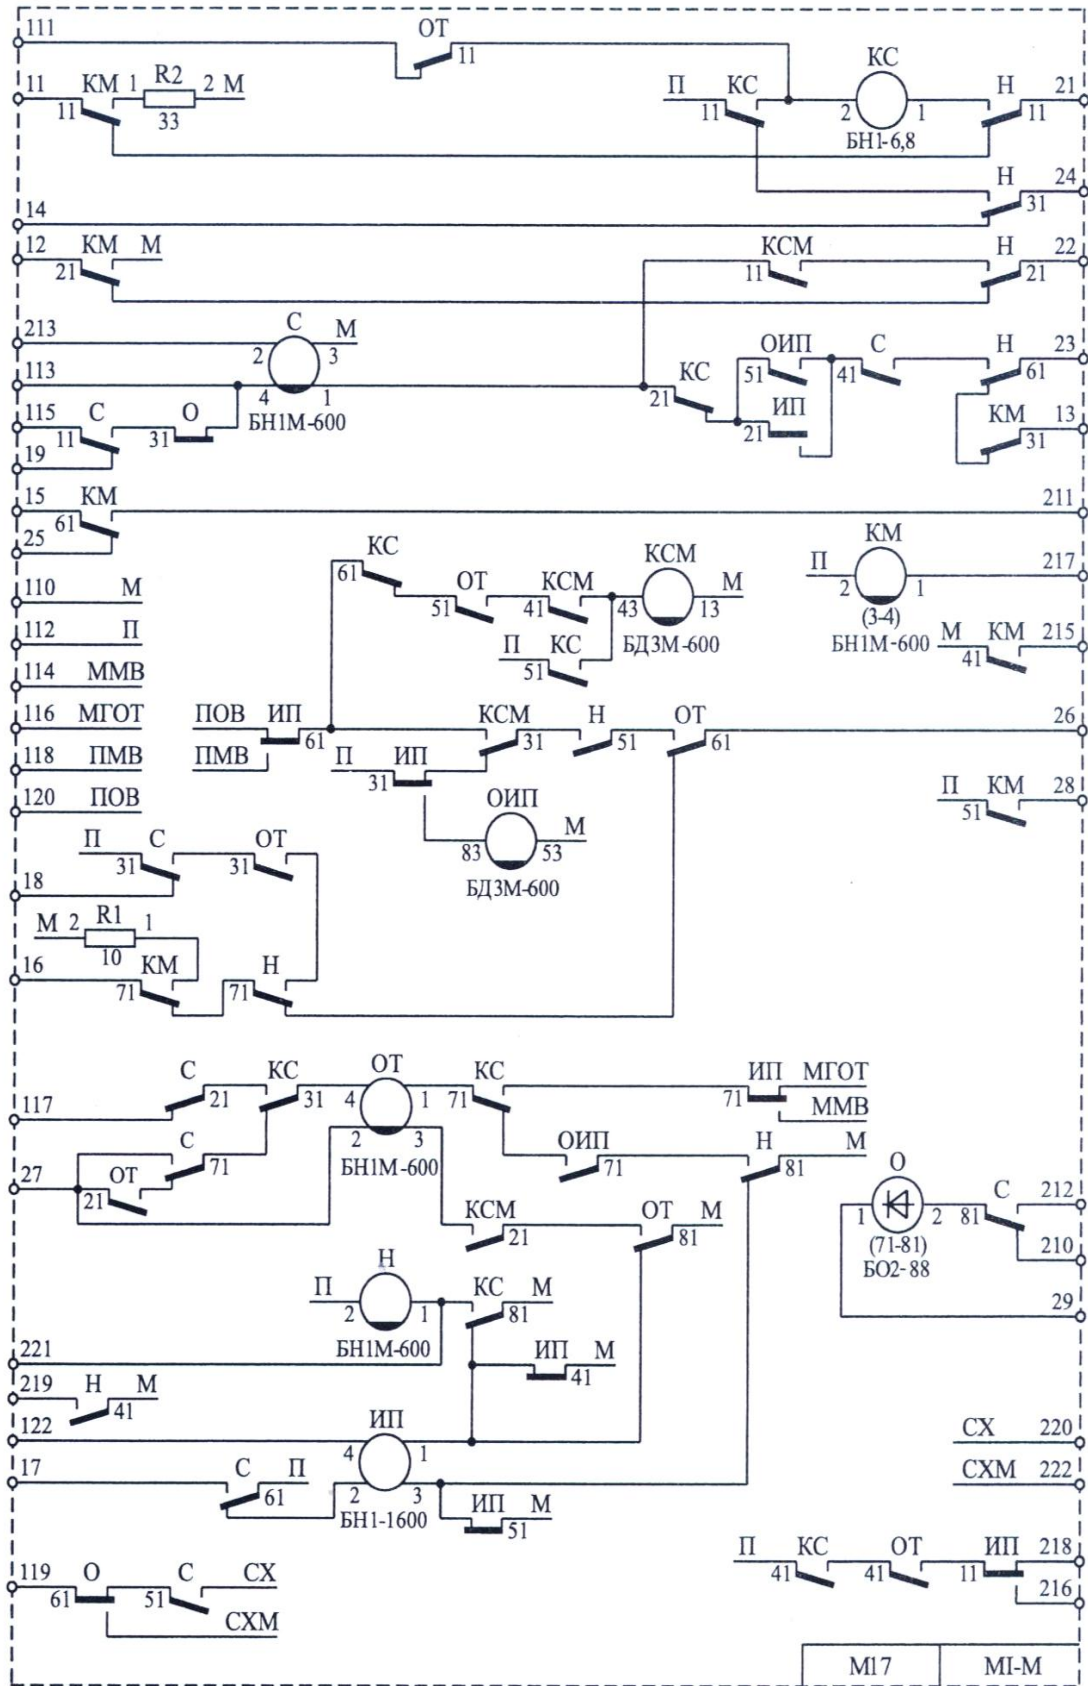 111 ОТ 11
КС
11 КМ 1 R2 2 М П КС Н 21
11 33 11 2 1 11
БН1-6,8
Н 24
31
14
12 КМ М КСМ Н 22
21 11 21
213 С М
2 3
ОИП С Н 23
113 КС 51 41 61
4 1 21 ИП
БН1М-600 21
115 С О КМ 13
11 31 31
19
15 КМ 211
61
25
КС КСМ КМ
61 ОТ КСМ М П 217
51 41 43 13 2 1
(3-4)
110 М
112 П П КС БД3М-600 БН1М-600 М КМ 215
51 41
114 ММВ
116 МГОТ ПОВ ИП КСМ Н ОТ 26
61 31 51 61
118 ПМВ ПМВ П ИП
31
120 ПОВ ОИП М П КМ 28
51
83 53
БД3М-600
П С ОТ
31 31
18
М 2 R1 1
10
16 КМ Н
71 71
С КС ОТ КС ИП МГОТ
21 31 4 1 71 71 ММВ
117
2 3
С БН1М-600 ОИП Н М
71 71 81
27 ОТ
21
О С 212
1 2 81
(71-81) 210
БО2-88
КСМ ОТ М
21 81
29
Н
П КС М
2 1 81
БН1М-600
221 ИП М
41
219 Н М
41
122 ИП
4 1
СХ 220
17 С П СХМ 222
61 2 3
БН1-1600 ИП М
51
П КС ОТ ИП 218
41 41 11 216
119 О С СХ
61 51
СХМ
М17 МI-М